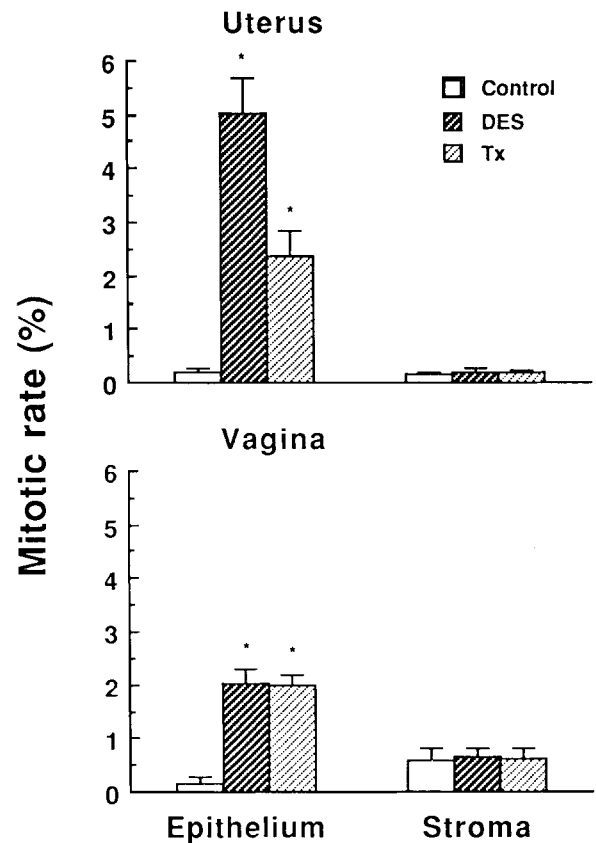 Uterus
*
*
Control
DES
Tx
6
5
4
3
2
1
0
Mitotic rate (%)
Vagina
*
*
6
5
4
3
2
1
0
Epithelium Stroma